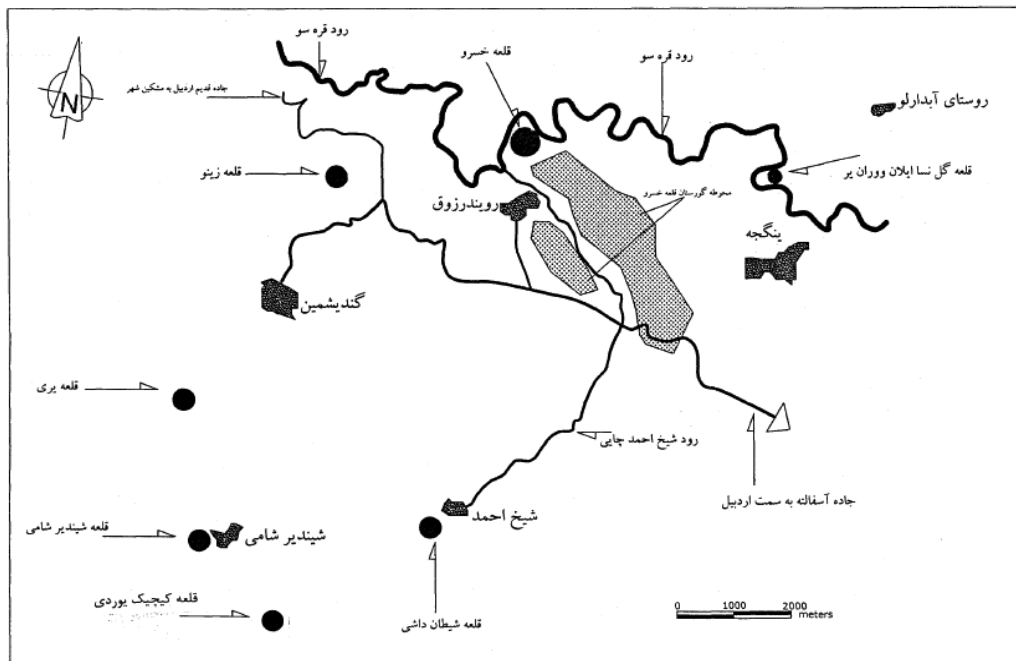 رود قره سو
قلعه خسرو
رود قره سو
N
جاده قدیم اردبیل به مشکین شهر
روستای آبدارلو
قلعه زینو
قلعه گل نسا ایلان ووران یر
محوطه گورستان قلعه خسرو
رویندرزوق
ینگجه
گندیشمین
قلعه یری
رود شیخ احمد چایی
جاده آسفالته به سمت اردبیل
شیخ احمد
قلعه شیندیر شامی
شیندیر شامی
قلعه کیچیک یوردی
قلعه شیطان داشی
0 1000 2000
meters